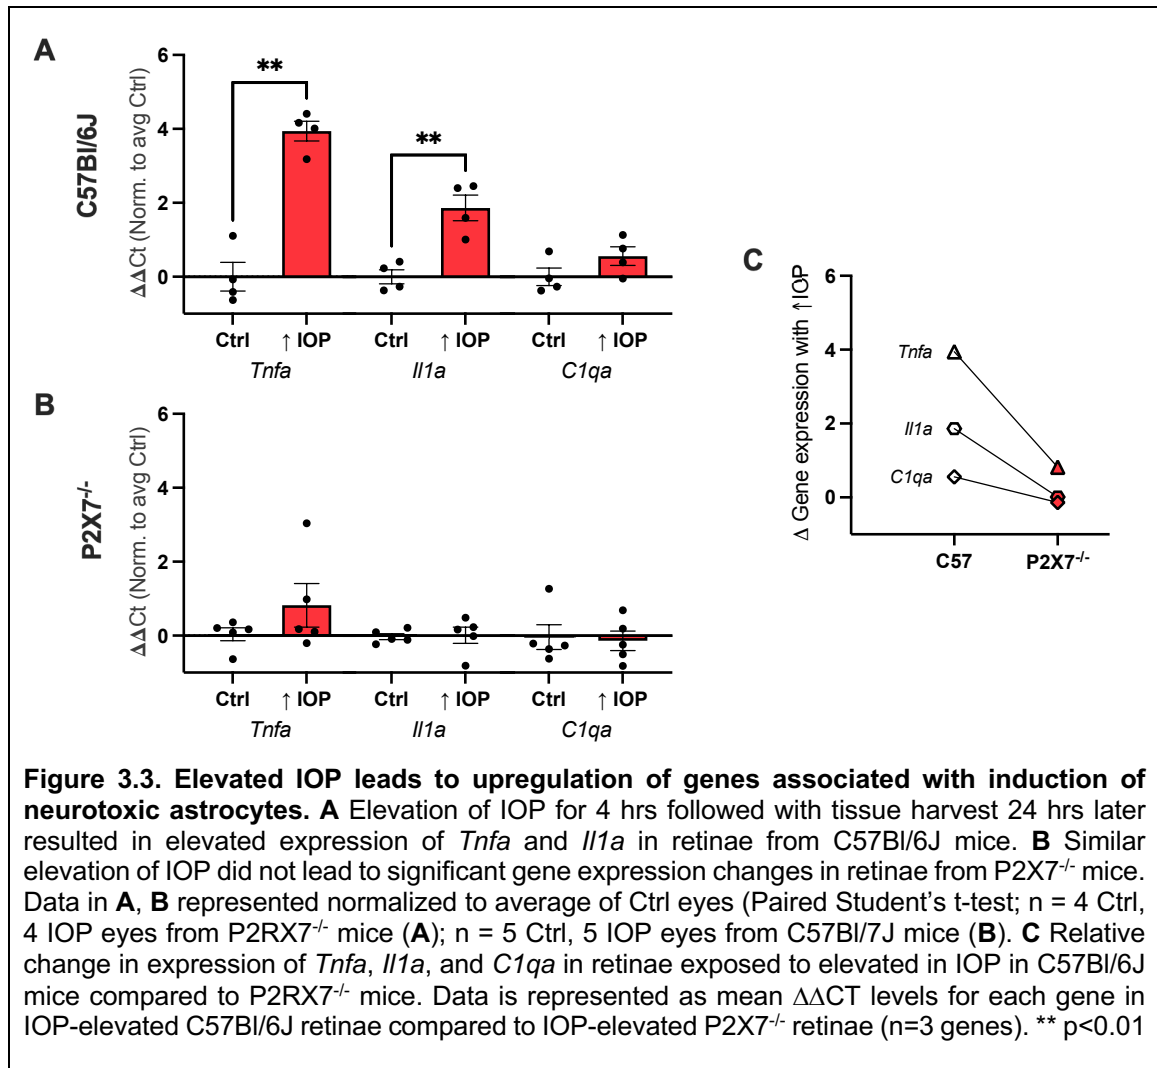 A
C57Bl/6J
ΔΔCt (Norm. to avg Ctrl)
6
4
2
0
**
**
Ctrl ↑ IOP Ctrl ↑ IOP Ctrl ↑ IOP
Tnfa Il1a C1qa
B
P2X7-/-
ΔΔCt (Norm. to avg Ctrl)
6
4
2
0
Ctrl ↑ IOP Ctrl ↑ IOP Ctrl ↑ IOP
Tnfa Il1a C1qa
C
Δ Gene expression with ↑IOP
6
4
2
0
Tnfa
Il1a
C1qa
C57 P2X7-/-
Figure 3.3. Elevated IOP leads to upregulation of genes associated with induction of
neurotoxic astrocytes. A Elevation of IOP for 4 hrs followed with tissue harvest 24 hrs later
resulted in elevated expression of Tnfa and Il1a in retinae from C57Bl/6J mice. B Similar
elevation of IOP did not lead to significant gene expression changes in retinae from P2X7-/- mice.
Data in A, B represented normalized to average of Ctrl eyes (Paired Student's t-test; n = 4 Ctrl,
4 IOP eyes from P2RX7-/- mice (A); n = 5 Ctrl, 5 IOP eyes from C57Bl/7J mice (B). C Relative
change in expression of Tnfa, Il1a, and C1qa in retinae exposed to elevated in IOP in C57Bl/6J
mice compared to P2RX7-/- mice. Data is represented as mean ΔΔCT levels for each gene in
IOP-elevated C57Bl/6J retinae compared to IOP-elevated P2X7-/- retinae (n=3 genes). ** p<0.01